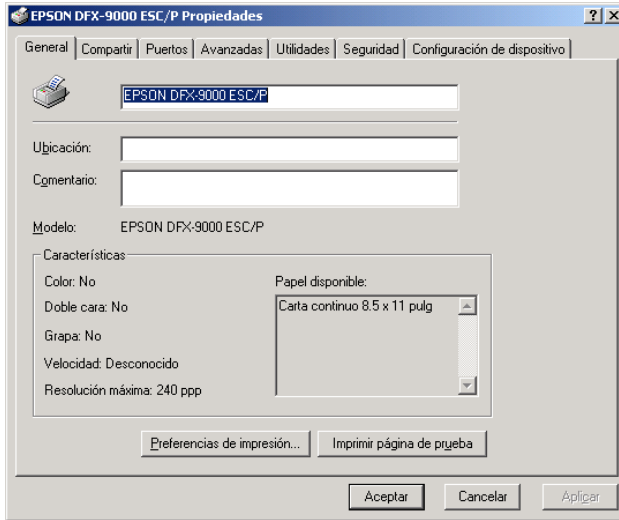 EPSON DFX-9000 ESC/P Propiedades
General Compartir Puertos Avanzadas Utilidades Seguridad Configuración de dispositivo
EPSON DFX-9000 ESC/P
Ubicación:
Comentario:
Modelo: EPSON DFX-9000 ESC/P
Características
Color: No Papel disponible:
Doble cara: No Carta continuo 8.5 x 11 pulg
Grapa: No
Velocidad: Desconocido
Resolución máxima: 240 ppp
Preferencias de impresión... Imprimir página de prueba
Aceptar Cancelar Aplicar